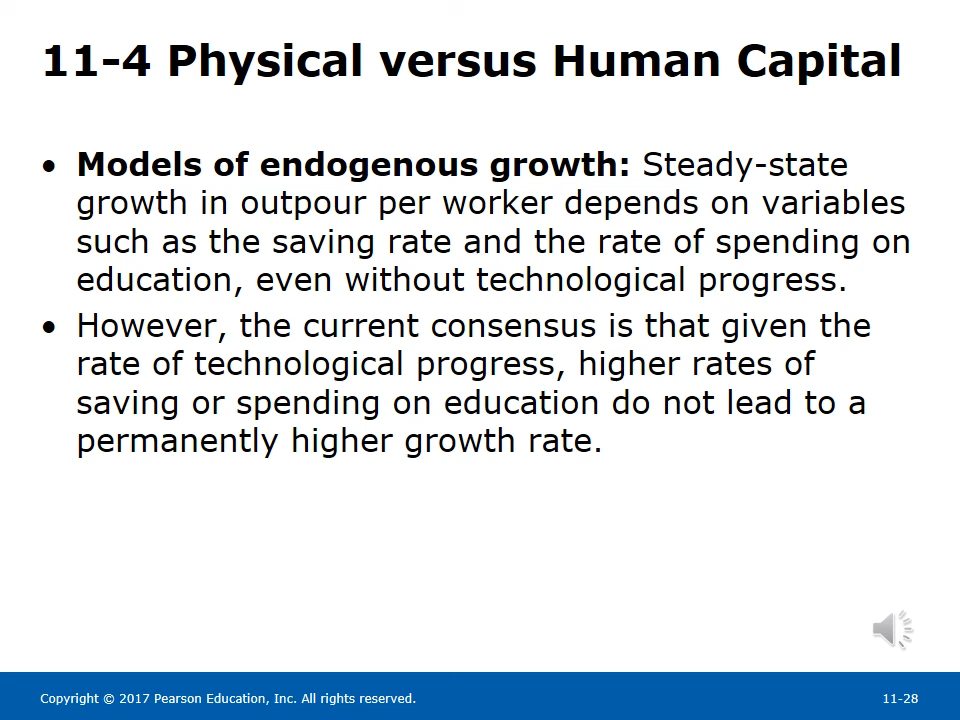 11-4 Physical versus Human Capital
• Models of endogenous growth: Steady-state
growth in outpour per worker depends on variables
such as the saving rate and the rate of spending on
education, even without technological progress.
• However, the current consensus is that given the
rate of technological progress, higher rates of
saving or spending on education do not lead to a
permanently higher growth rate.
Copyright © 2017 Pearson Education, Inc. All rights reserved.
11-28